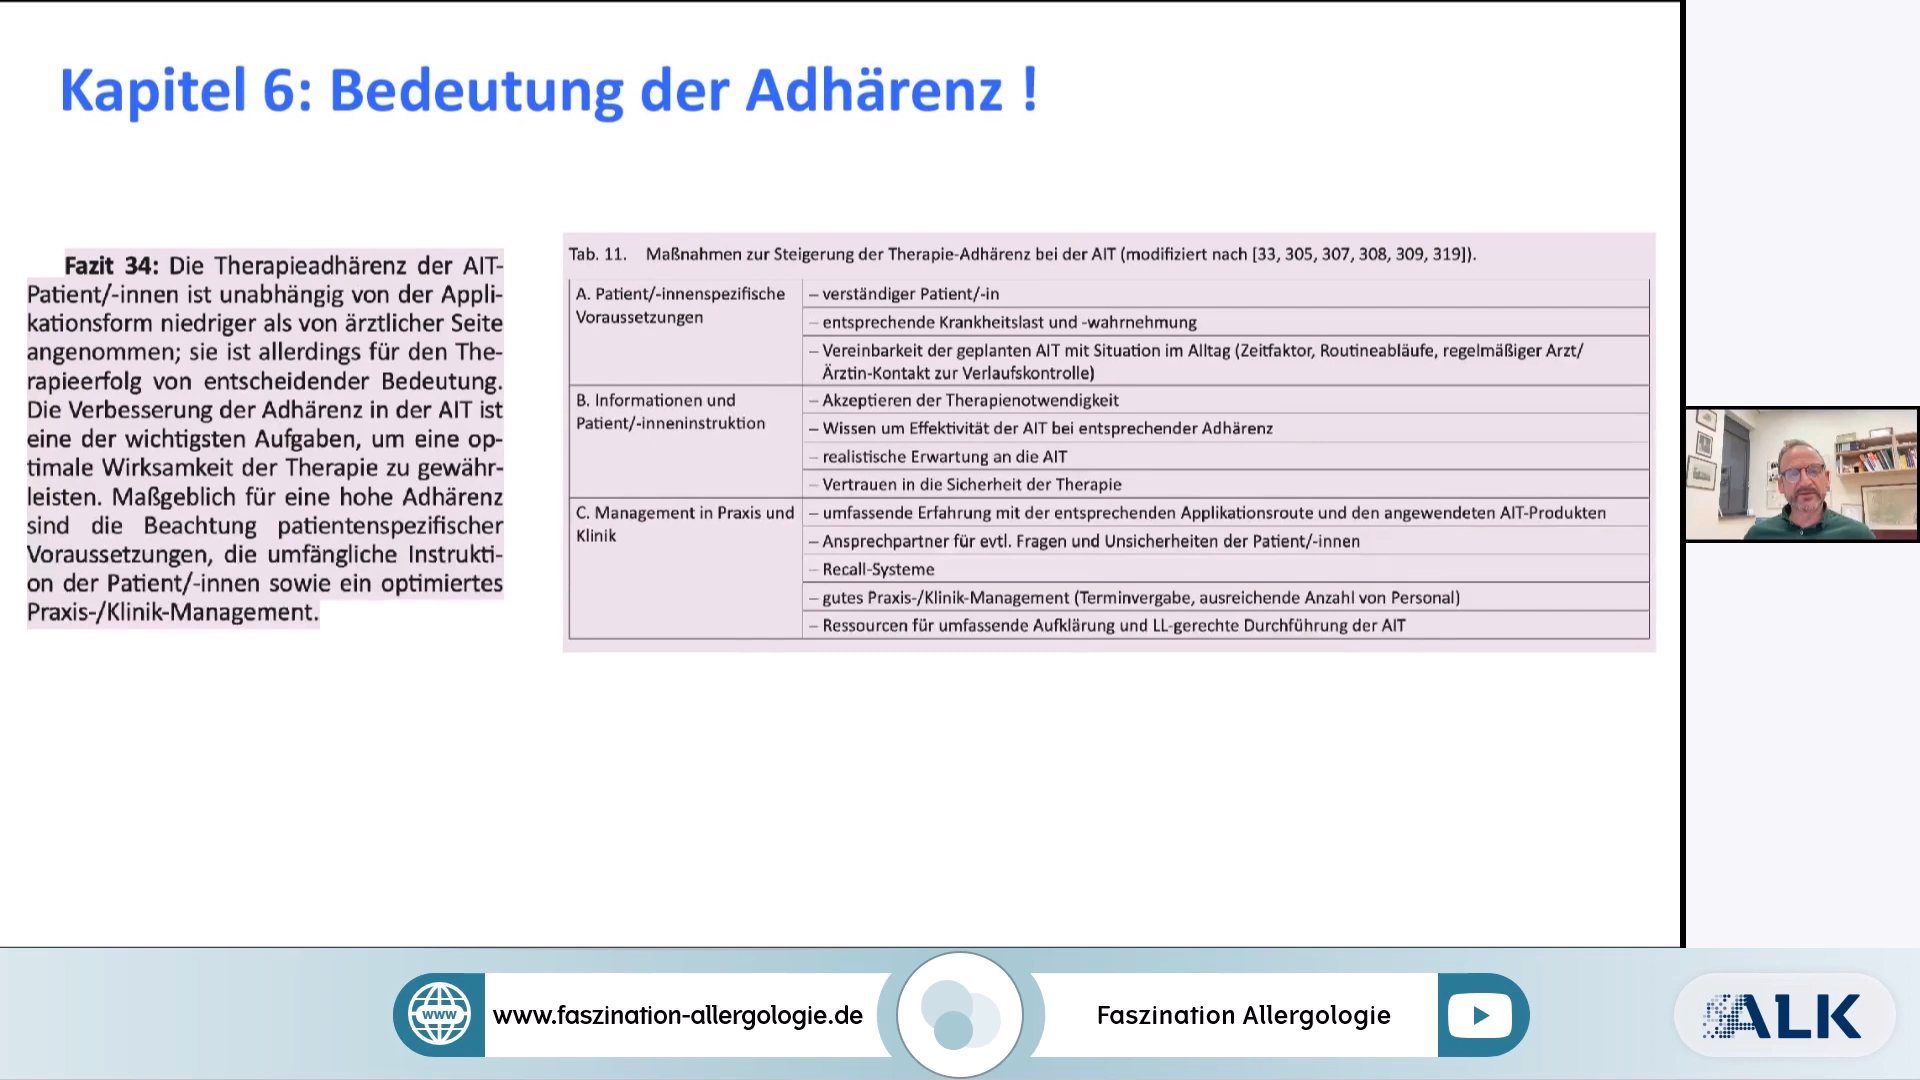 Kapitel 6: Bedeutung der Adhärenz !
Fazit 34: Die Therapieadhärenz der AIT-
Patient/-innen ist unabhängig von der Appli-
kationsform niedriger als von ärztlicher Seite
angenommen; sie ist allerdings für den The-
rapieerfolg von entscheidender Bedeutung.
Die Verbesserung der Adhärenz in der AIT ist
eine der wichtigsten Aufgaben, um eine op-
timale Wirksamkeit der Therapie zu gewähr-
leisten. Maßgeblich für eine hohe Adhärenz
sind die Beachtung patientenspezifischer
Voraussetzungen, die umfängliche Instrukti-
on der Patient/-innen sowie ein optimiertes
Praxis-/Klinik-Management.
Tab. 11. Maßnahmen zur Steigerung der Therapie-Adhärenz bei der AIT (modifiziert nach [33, 305, 307, 308, 309, 319]).
A. Patient/-innenspezifische
Voraussetzungen
– verständiger Patient/-in
– entsprechende Krankheitslast und -wahrnehmung
– Vereinbarkeit der geplanten AIT mit Situation im Alltag (Zeitfaktor, Routineabläufe, regelmäßiger Arzt/
Ärztin-Kontakt zur Verlaufskontrolle)
B. Informationen und
Patient/-inneninstruktion
– Akzeptieren der Therapienotwendigkeit
– Wissen um Effektivität der AIT bei entsprechender Adhärenz
– realistische Erwartung an die AIT
– Vertrauen in die Sicherheit der Therapie
C. Management in Praxis und
Klinik
– umfassende Erfahrung mit der entsprechenden Applikationsroute und den angewendeten AIT-Produkten
– Ansprechpartner für evtl. Fragen und Unsicherheiten der Patient/-innen
– Recall-Systeme
– gutes Praxis-/Klinik-Management (Terminvergabe, ausreichende Anzahl von Personal)
– Ressourcen für umfassende Aufklärung und LL-gerechte Durchführung der AIT
www
www.faszination-allergologie.de
Faszination Allergologie
ALK